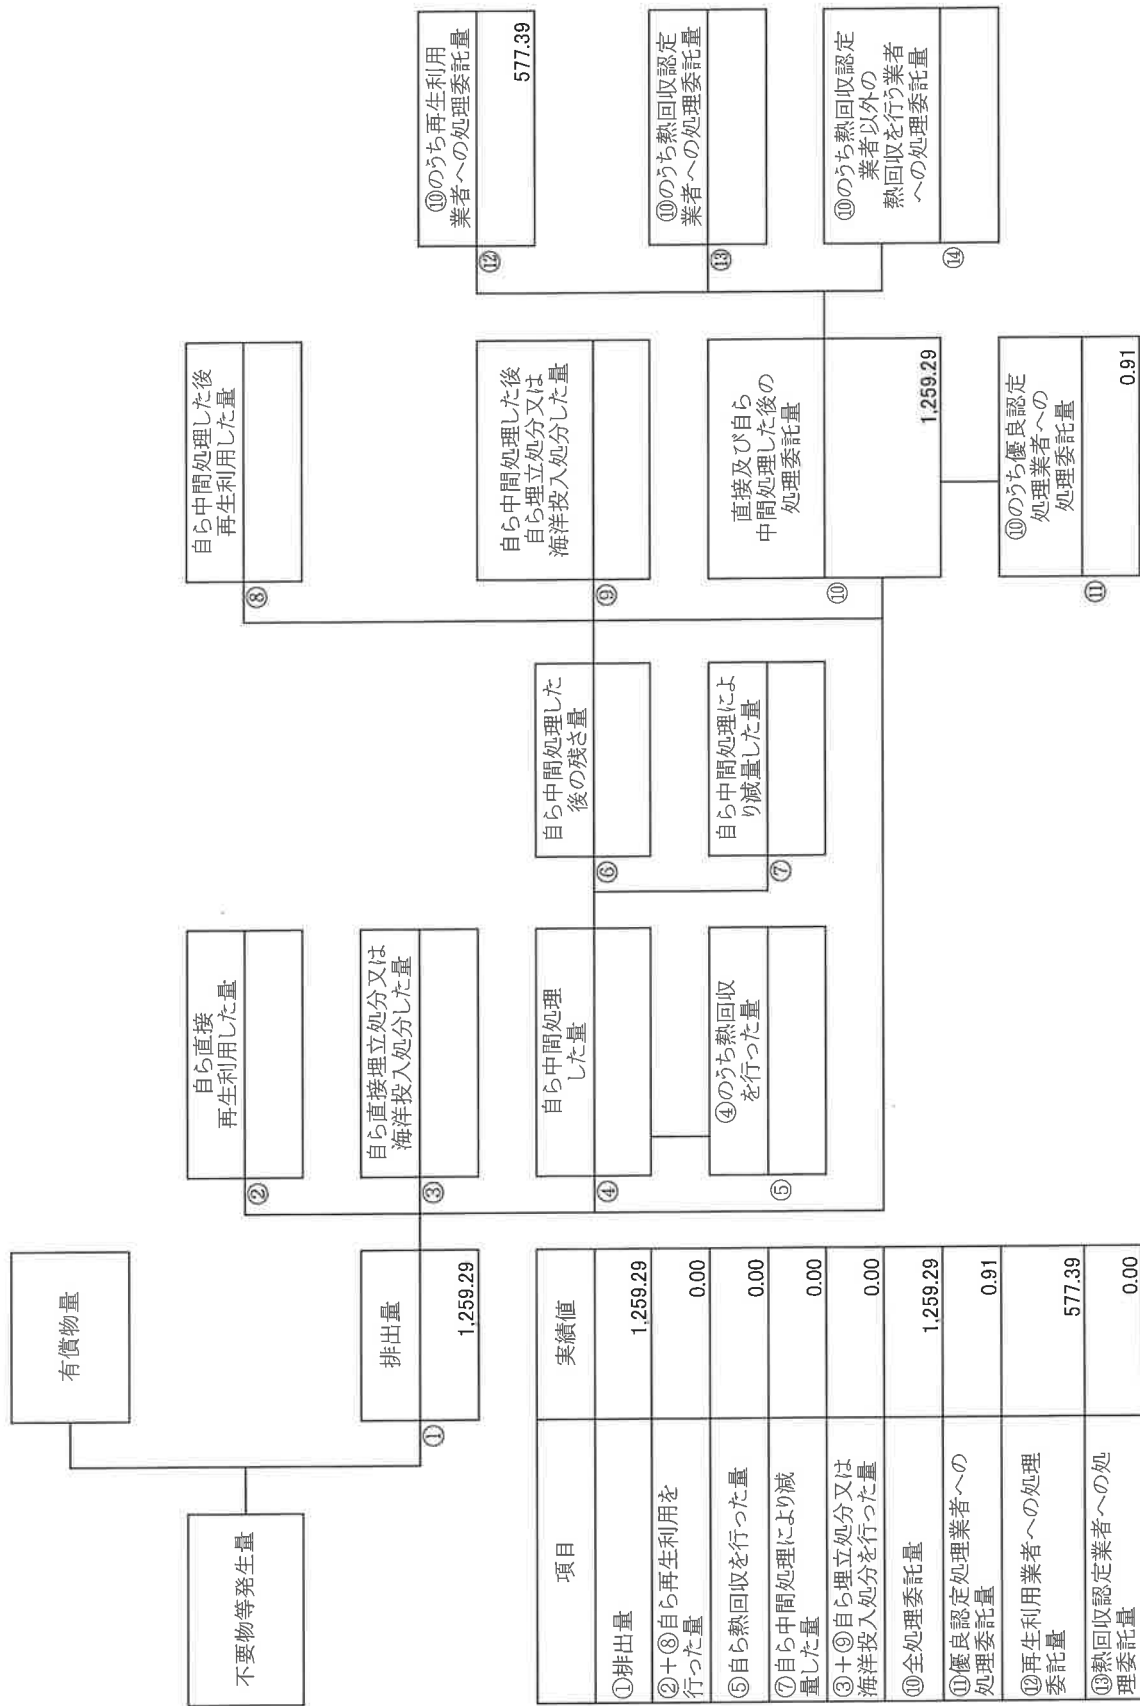 有償物量
不要物等発生量
①
排出量
1,259.29
②
自ら直接
再生利用した量
③
自ら直接埋立処分又は
海洋投入処分した量
④
自ら中間処理
した量
⑤
④のうち熱回収
を行った量
⑥
自ら中間処理した
後の残さ量
⑦
自ら中間処理によ
り減量した量
⑧
自ら中間処理した後
再生利用した量
⑨
自ら中間処理した後
自ら埋立処分又は
海洋投入処分した量
⑩
直接及び自ら
中間処理した後の
処理委託量
1,259.29
⑪
⑩のうち優良認定
処理業者への
処理委託量
0.91
⑫
⑩のうち再生利用
業者への処理委託量
577.39
⑬
⑩のうち熱回収認定
業者への処理委託量
⑭
⑩のうち熱回収認定
業者以外の
熱回収を行う業者
への処理委託量
項目 実績値
①排出量 1,259.29
②+⑧自ら再生利用を
行った量 0.00
⑤自ら熱回収を行った量 0.00
⑦自ら中間処理により減
量した量 0.00
③+⑨自ら埋立処分又は
海洋投入処分を行った量 0.00
⑩全処理委託量 1,259.29
⑪優良認定処理業者への
処理委託量 0.91
⑫再生利用業者への処理
委託量 577.39
⑬熱回収認定業者への処
理委託量 0.00